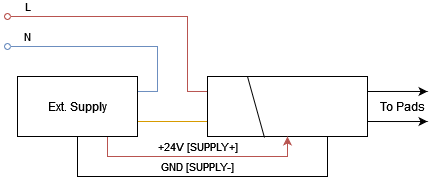 L
N
Ext. Supply
To Pads
+24V [SUPPLY+]
GND [SUPPLY-]